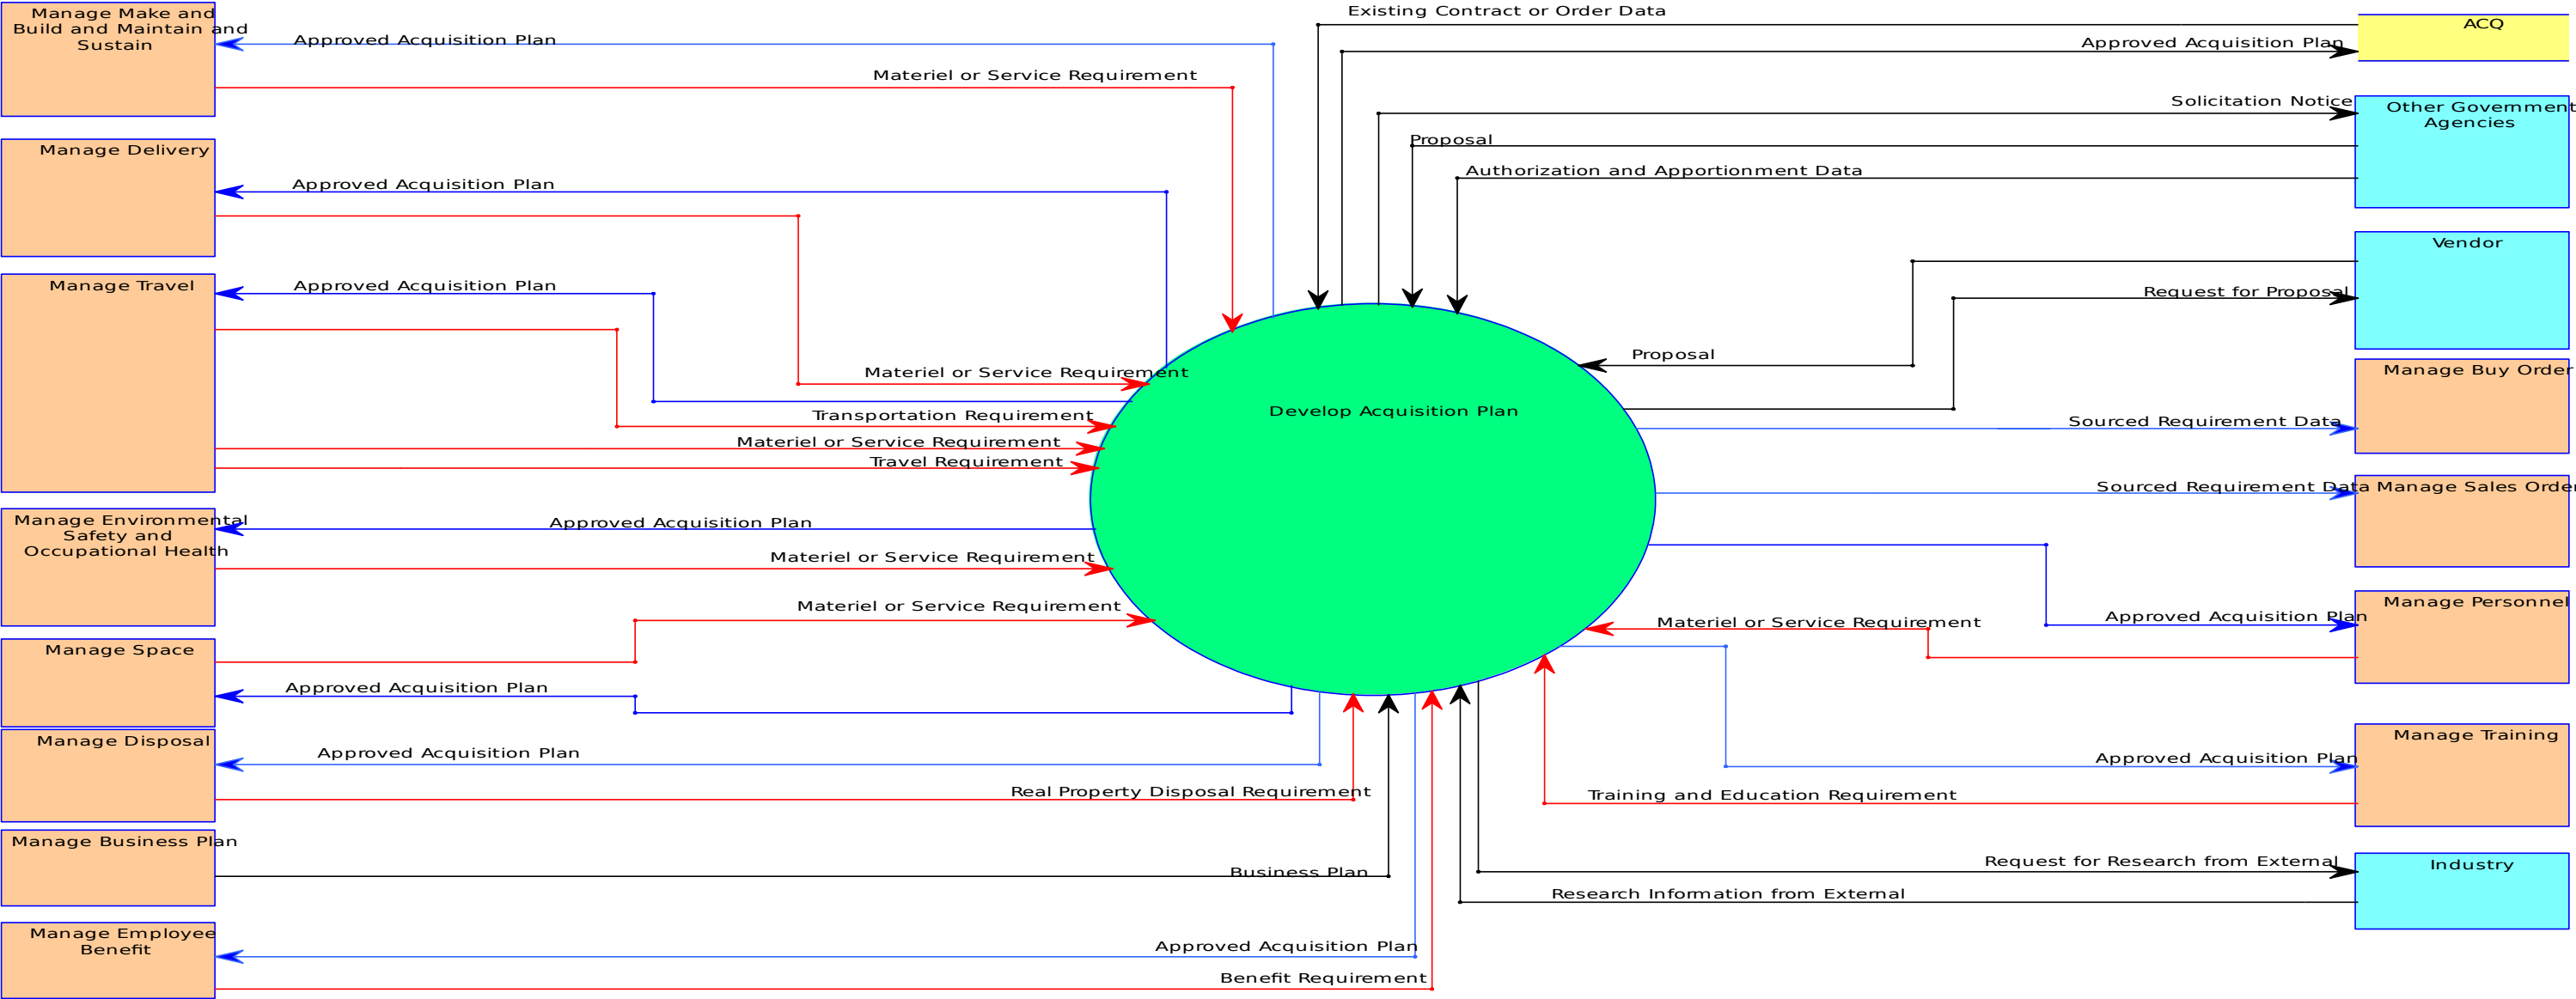 Manage Make and
Build and Maintain and
Sustain
Approved Acquisition Plan
Materiel or Service Requirement
Existing Contract or Order Data
ACQ
Approved Acquisition Plan
Solicitation Notice
Other Government
Agencies
Proposal
Authorization and Apportionment Data
Manage Delivery
Approved Acquisition Plan
Materiel or Service Requirement
Vendor
Request for Proposal
Proposal
Manage Travel
Approved Acquisition Plan
Transportation Requirement
Materiel or Service Requirement
Travel Requirement
Develop Acquisition Plan
Manage Buy Order
Sourced Requirement Data
Sourced Requirement Data
Manage Sales Order
Manage Environmental
Safety and
Occupational Health
Approved Acquisition Plan
Materiel or Service Requirement
Manage Personnel
Approved Acquisition Plan
Materiel or Service Requirement
Manage Space
Materiel or Service Requirement
Approved Acquisition Plan
Manage Disposal
Approved Acquisition Plan
Real Property Disposal Requirement
Manage Training
Approved Acquisition Plan
Training and Education Requirement
Manage Business Plan
Business Plan
Industry
Request for Research from External
Research Information from External
Manage Employee
Benefit
Approved Acquisition Plan
Benefit Requirement